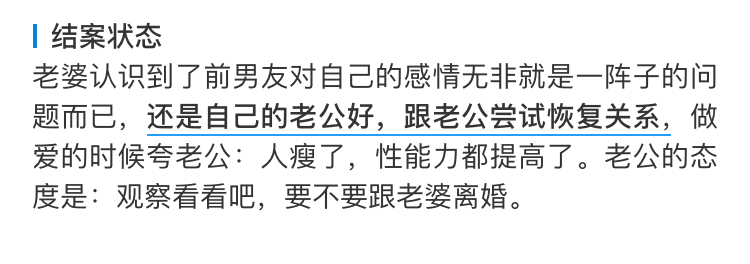 结案状态
老婆认识到了前男友对自己的感情无非就是一阵子的问
题而已，还是自己的老公好，跟老公尝试恢复关系，做
爱的时候夸老公：人瘦了，性能力都提高了。老公的态
度是：观察看看吧，要不要跟老婆离婚。